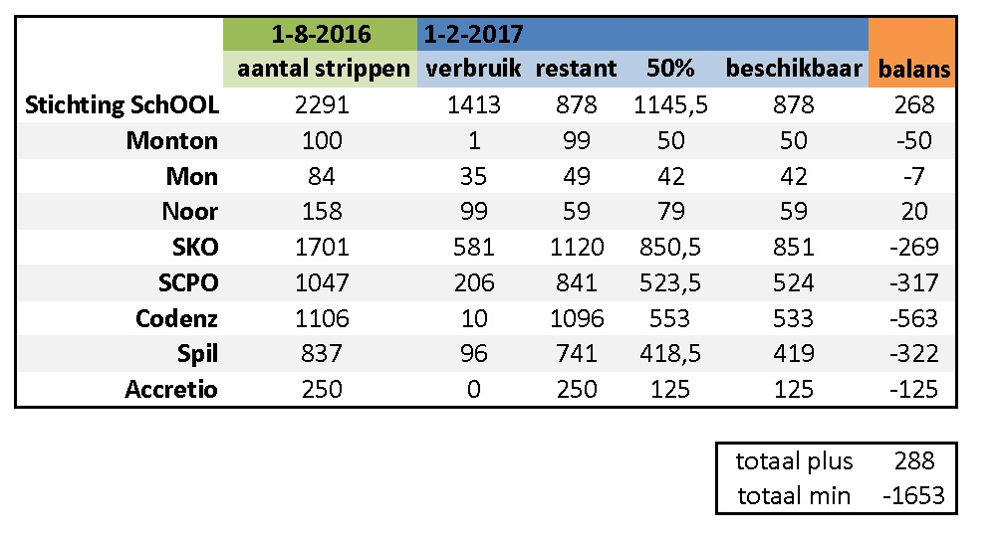 1-8-2016 1-2-2017
aantal strippen verbruik restant 50% beschikbaar balans
Stichting SchOOL 2291 1413 878 1145,5 878 268
Monton 100 1 99 50 50 -50
Mon 84 35 49 42 42 -7
Noor 158 99 59 79 59 20
SKO 1701 581 1120 850,5 851 -269
SCPO 1047 206 841 523,5 524 -317
Codenz 1106 10 1096 553 533 -563
Spil 837 96 741 418,5 419 -322
Accretio 250 0 250 125 125 -125
totaal plus 288
totaal min -1653